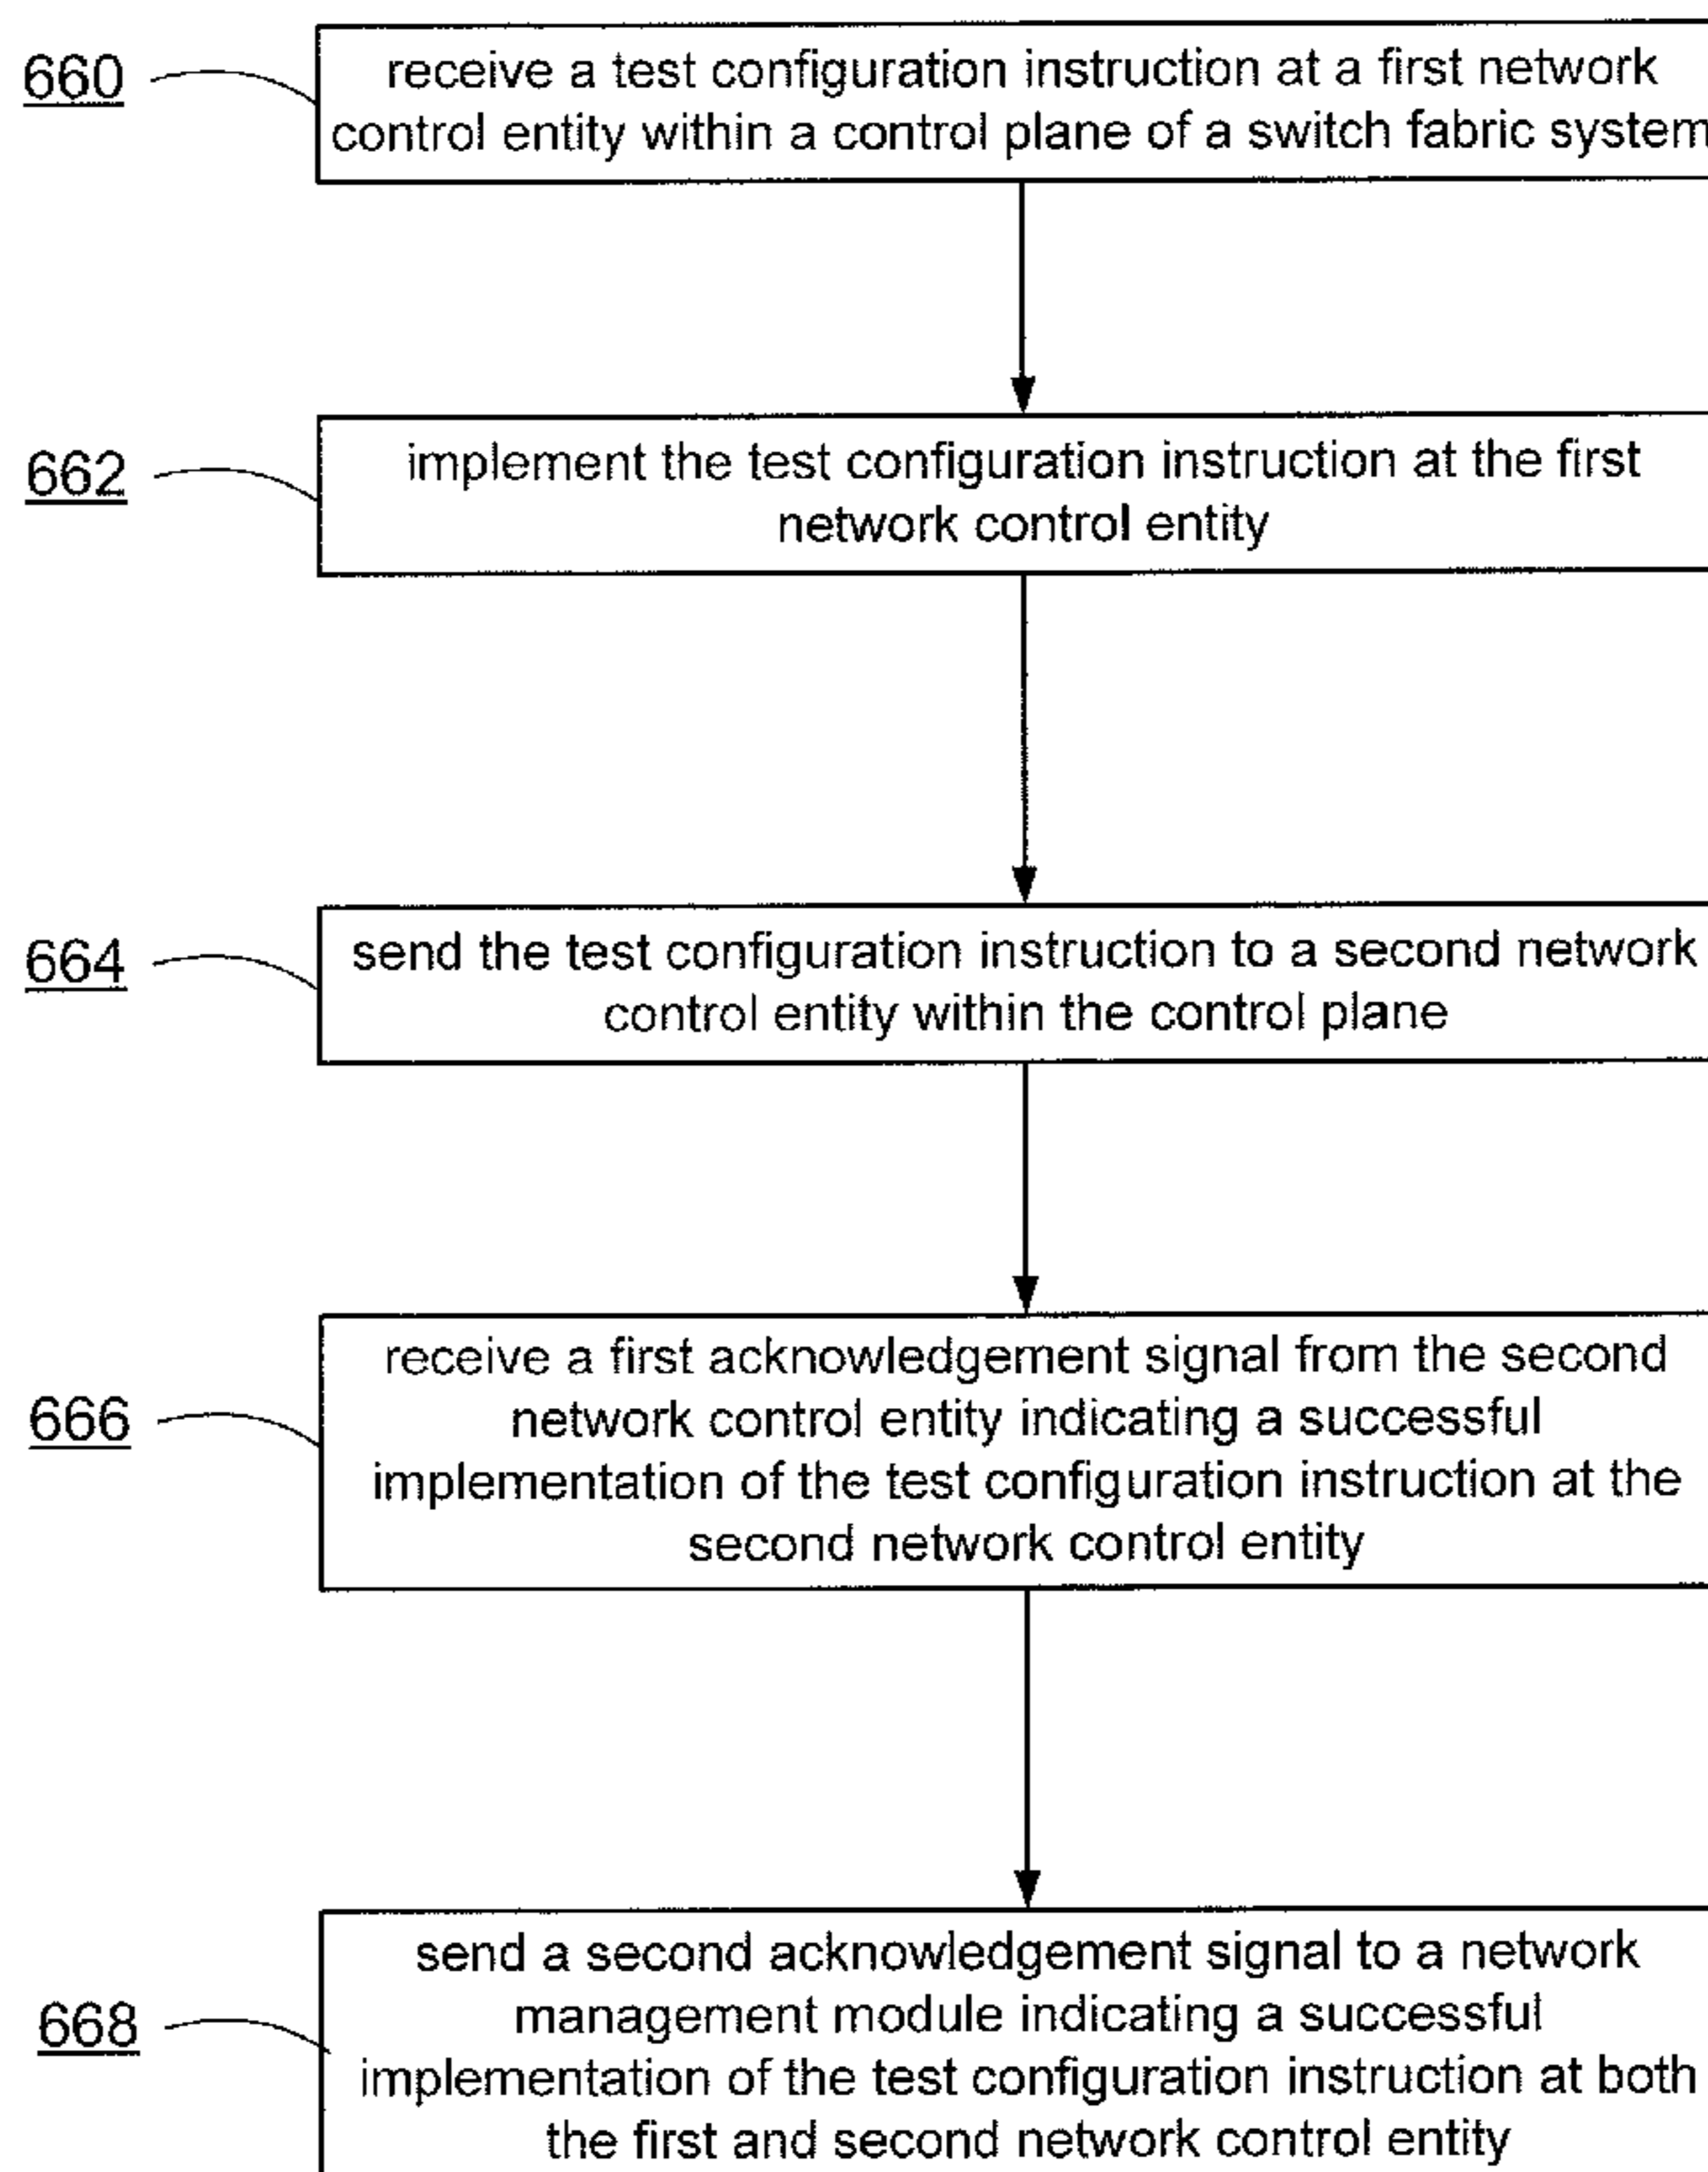 660
receive a test configuration instruction at a first network
control entity within a control plane of a switch fabric system
662
implement the test configuration instruction at the first
network control entity
664
send the test configuration instruction to a second network
control entity within the control plane
666
receive a first acknowledgement signal from the second
network control entity indicating a successful
implementation of the test configuration instruction at the
second network control entity
668
send a second acknowledgement signal to a network
management module indicating a successful
implementation of the test configuration instruction at both
the first and second network control entity